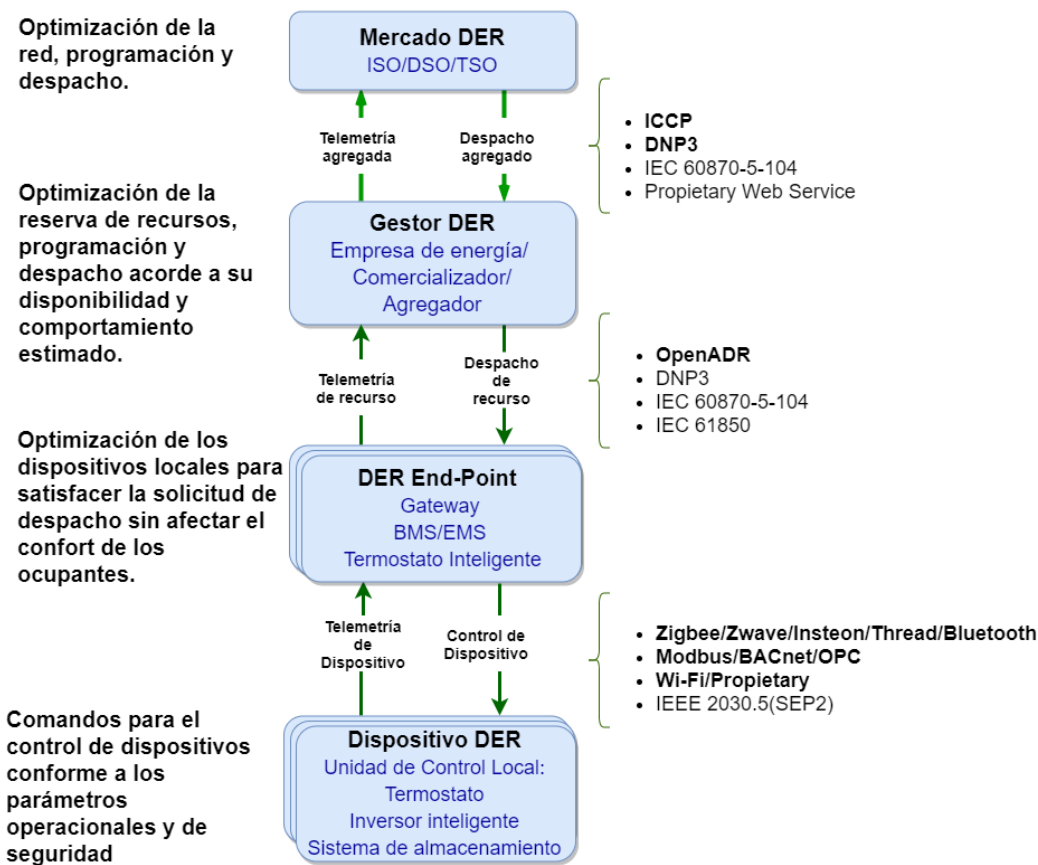 Optimización de la
red, programación y
despacho.
Mercado DER
ISO/DSO/TSO
Telemetría
agregada
Despacho
agregado
ICCP
DNP3
IEC 60870-5-104
Propietary Web Service
Optimización de la
reserva de recursos,
programación y
despacho acorde a su
disponibilidad y
comportamiento
estimado.
Gestor DER
Empresa de energía/
Comercializador/
Agregador
Telemetría
de recurso
Despacho
de
recurso
OpenADR
DNP3
IEC 60870-5-104
IEC 61850
Optimización de los
dispositivos locales para
satisfacer la solicitud de
despacho sin afectar el
confort de los
ocupantes.
DER End-Point
Gateway
BMS/EMS
Termostato Inteligente
Telemetría
de
Dispositivo
Control de
Dispositivo
Zigbee/Zwave/Insteon/Thread/Bluetooth
Modbus/BACnet/OPC
Wi-Fi/Propietary
IEEE 2030.5(SEP2)
Comandos para el
control de dispositivos
conforme a los
parámetros
operacionales y de
seguridad
Dispositivo DER
Unidad de Control Local:
Termostato
Inversor inteligente
Sistema de almacenamiento